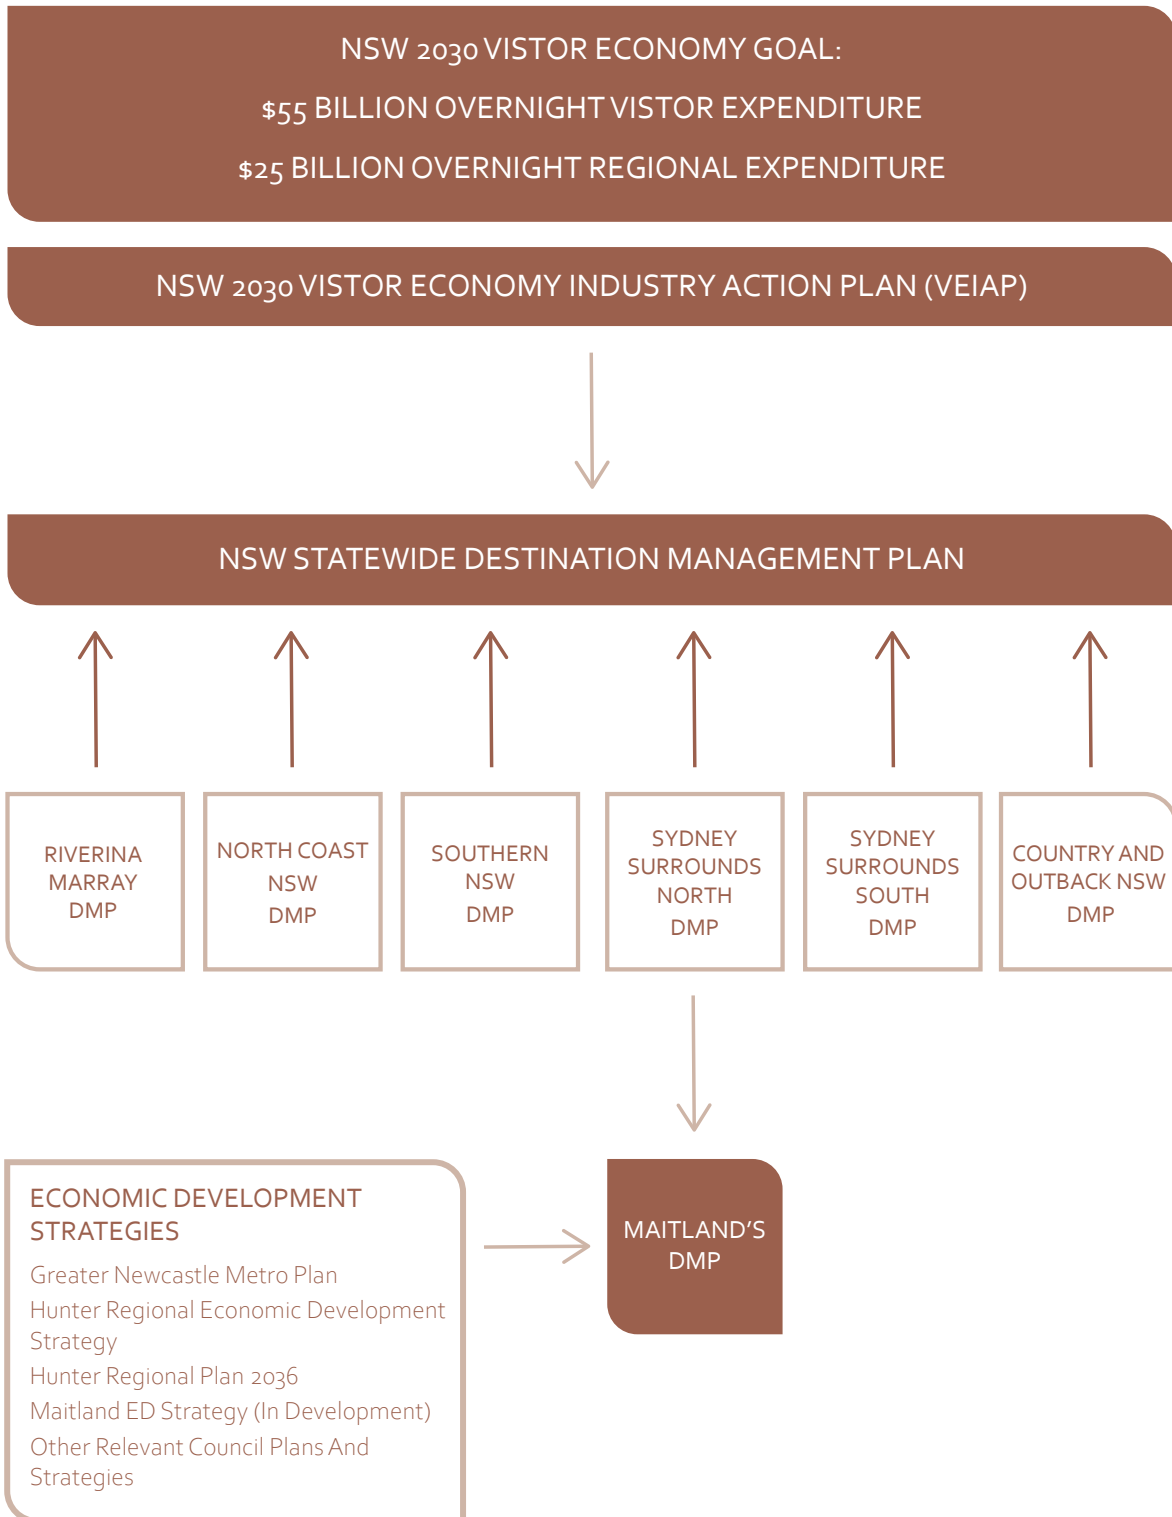 NSW 2030 VISTOR ECONOMY GOAL:
$55 BILLION OVERNIGHT VISTOR EXPENDITURE
$25 BILLION OVERNIGHT REGIONAL EXPENDITURE
NSW 2030 VISTOR ECONOMY INDUSTRY ACTION PLAN (VEIAP)
NSW STATEWIDE DESTINATION MANAGEMENT PLAN
RIVERINA
MARRAY
DMP
NORTH COAST
NSW
DMP
SOUTHERN
NSW
DMP
SYDNEY
SURROUNDS
NORTH
DMP
SYDNEY
SURROUNDS
SOUTH
DMP
COUNTRY AND
OUTBACK NSW
DMP
ECONOMIC DEVELOPMENT
STRATEGIES
Greater Newcastle Metro Plan
Hunter Regional Economic Development
Strategy
Hunter Regional Plan 2036
Maitland ED Strategy (In Development)
Other Relevant Council Plans And
Strategies
MAITLAND'S
DMP